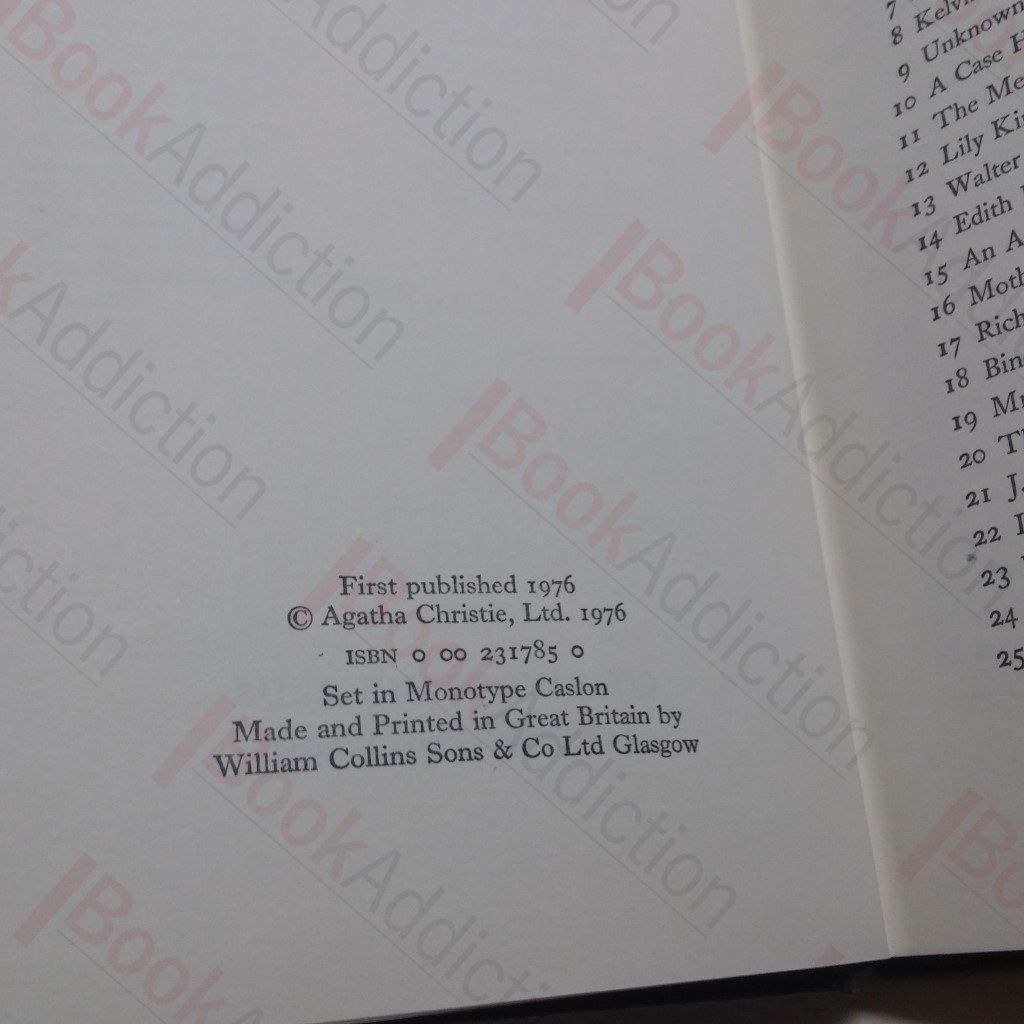 First published 1976
© Agatha Christie, Ltd. 1976
ISBN 0 00 231785 0
Set in Monotype Caslon
Made and Printed in Great Britain by
William Collins Sons & Co Ltd Glasgow
7
8 Kelvin
9 Unknown
10 A Case H
11 The Me
12 Lily Ki
13 Walter
14 Edith
15 An A
16 Moth
17 Rich
18 Bin
19 M
20 T
21 J.
22
23
24
25
BookAddiction